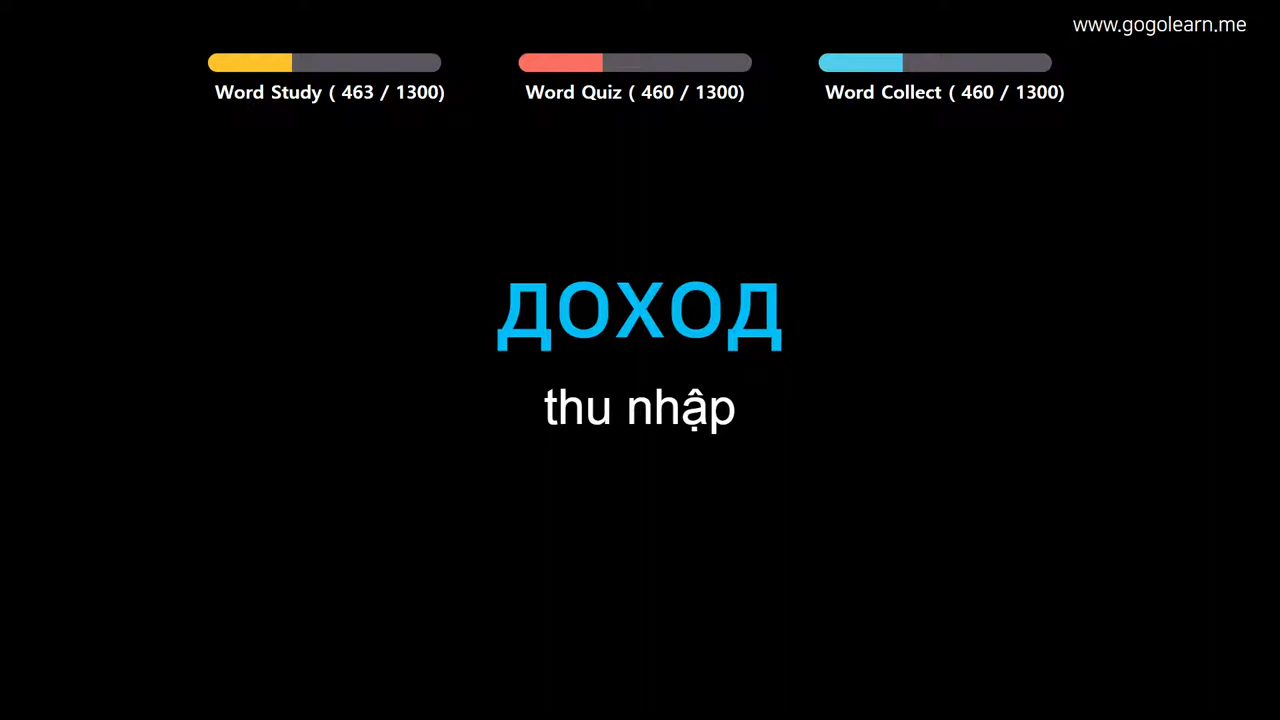 www.gogolearn.me
Word Study ( 463 / 1300)
Word Quiz ( 460 / 1300)
Word Collect ( 460 / 1300)
доход
thu nhập